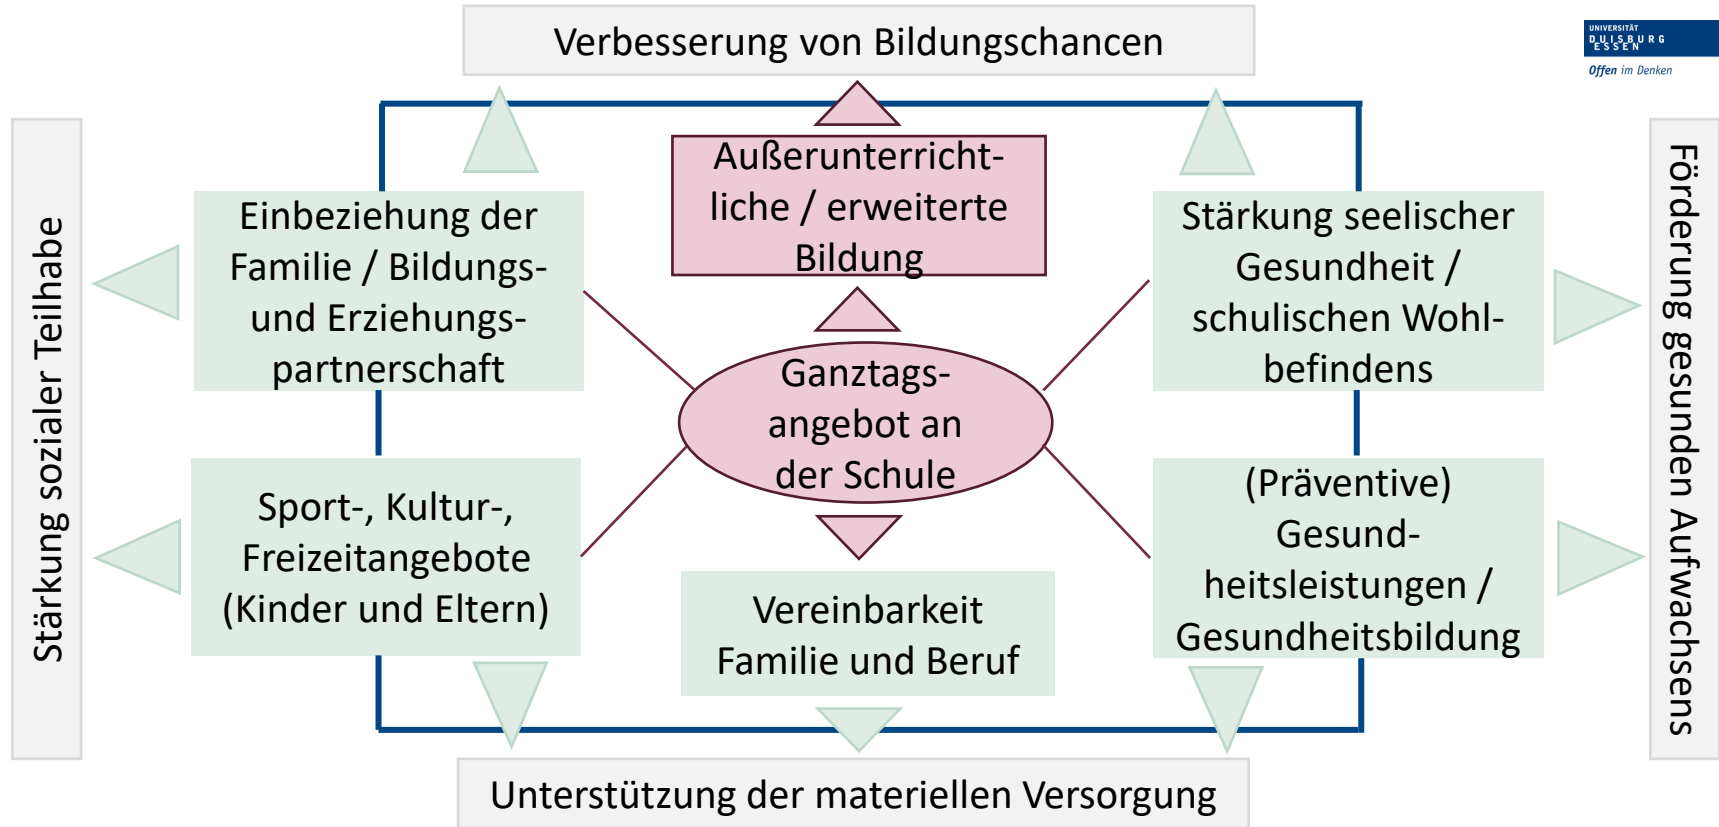 Verbesserung von Bildungschancen
UNIVERSITÄT
DUISBURG
ESSEN
Offen im Denken
Stärkung sozialer Teilhabe
Einbeziehung der
Familie / Bildungs-
und Erziehungs-
partnerschaft
Außerunterricht-
liche / erweiterte
Bildung
Stärkung seelischer
Gesundheit /
schulischen Wohl-
befindens
Förderung gesunden Aufwachsens
Ganztags-
angebot an
der Schule
Sport-, Kultur-,
Freizeitangebote
(Kinder und Eltern)
Vereinbarkeit
Familie und Beruf
(Präventive)
Gesund-
heitsleistungen /
Gesundheitsbildung
Unterstützung der materiellen Versorgung